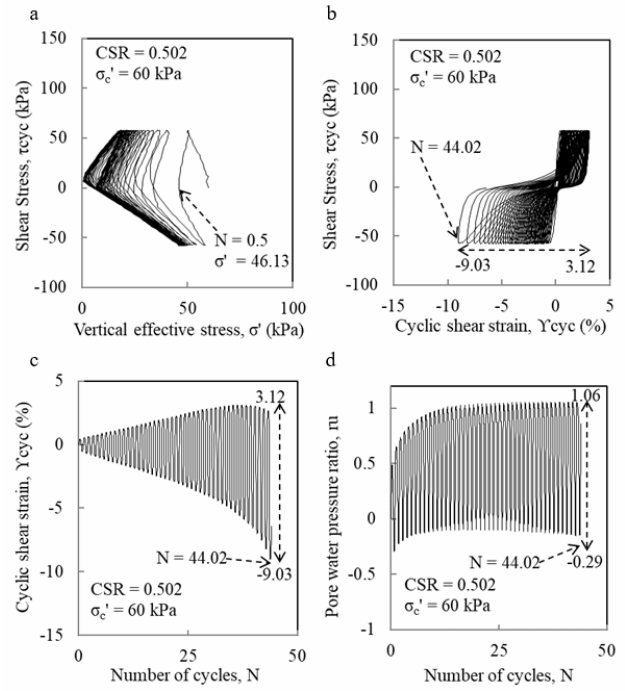 a
CSR = 0.502
σc' = 60 kPa
Shear Stress, τcyc (kPa)
150
100
50
0
-50
-100
N = 0.5
σ' = 46.13
0
50
100
Vertical effective stress, σ' (kPa)
b
CSR = 0.502
σc' = 60 kPa
Shear Stress, τcyc (kPa)
150
100
50
0
-50
-100
N = 44.02
-9.03
3.12
-15
-10
-5
0
5
Cyclic shear strain, ϒcyc (%)
c
Cyclic shear strain, ϒcyc (%)
5
0
-5
-10
-15
3.12
N = 44.02
-9.03
CSR = 0.502
σc' = 60 kPa
0
25
50
Number of cycles, N
d
Pore water pressure ratio, ru
1
0.5
0
-0.5
-1
1.06
N = 44.02
-0.29
CSR = 0.502
σc' = 60 kPa
0
25
50
Number of cycles, N